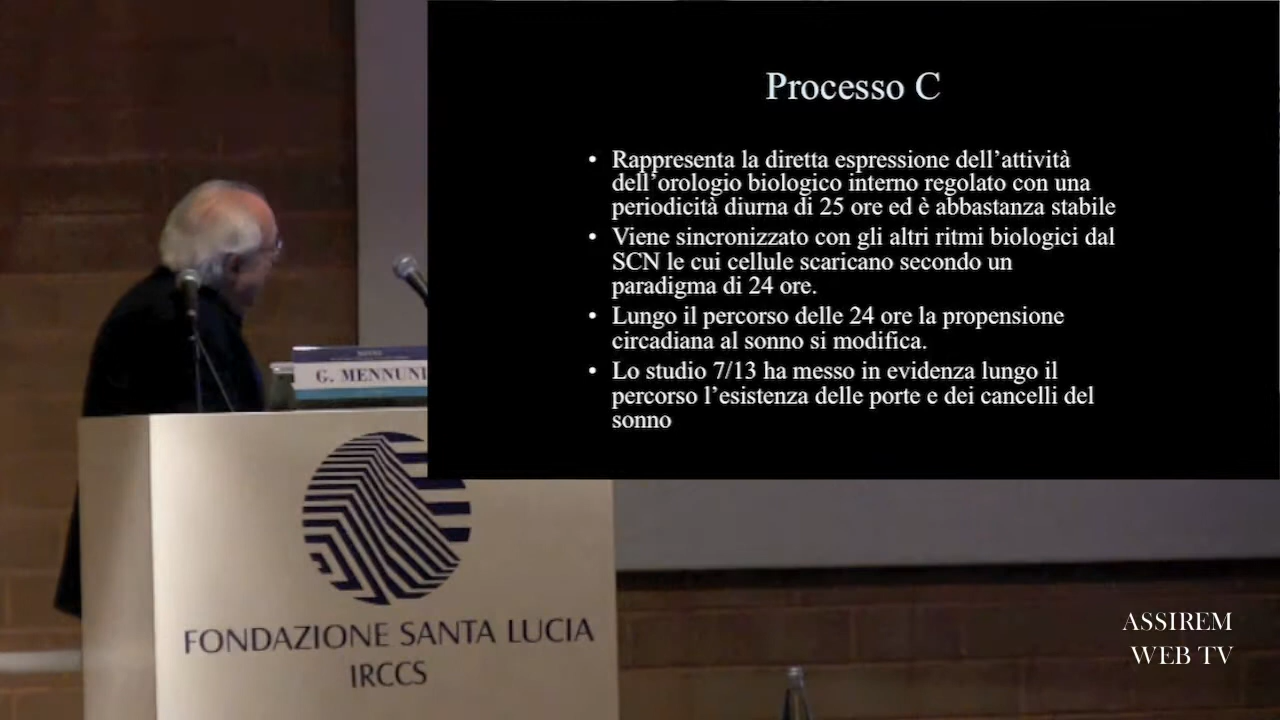 Processo C
• Rappresenta la diretta espressione dell’attività
dell’orologio biologico interno regolato con una
periodicità diurna di 25 ore ed è abbastanza stabile
• Viene sincronizzato con gli altri ritmi biologici dal
SCN le cui cellule scaricano secondo un
paradigma di 24 ore.
• Lungo il percorso delle 24 ore la propensione
circadiana al sonno si modifica.
• Lo studio 7/13 ha messo in evidenza lungo il
percorso l’esistenza delle porte e dei cancelli del
sonno
G. MENNUNI
FONDAZIONE SANTA LUCIA
IRCCS
ASSIREM
WEB TV